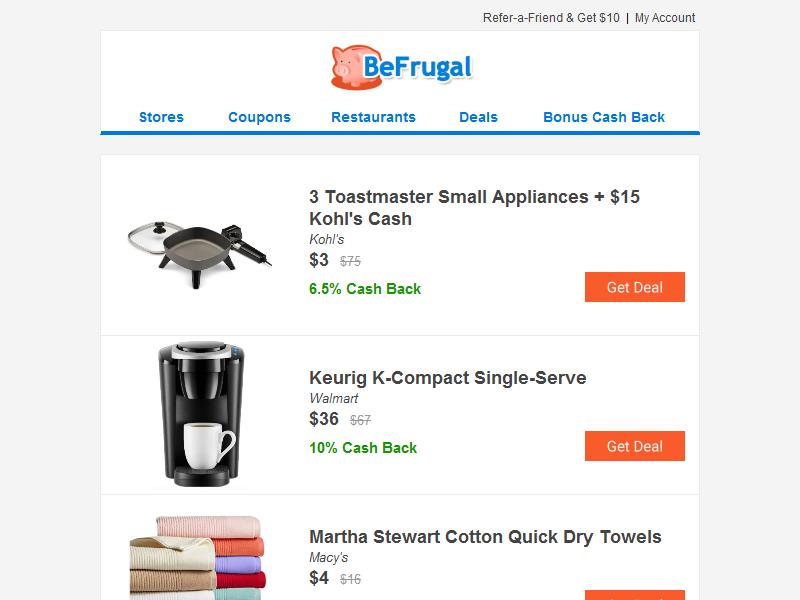 Refer-a-Friend & Get $10 | My Account
BeFrugal
Stores Coupons Restaurants Deals Bonus Cash Back
3 Toastmaster Small Appliances + $15
Kohl's Cash
Kohl's
$3 $75
6.5% Cash Back
Get Deal
Keurig K-Compact Single-Serve
Walmart
$36 $67
10% Cash Back
Get Deal
Martha Stewart Cotton Quick Dry Towels
Macy's
$4 $16